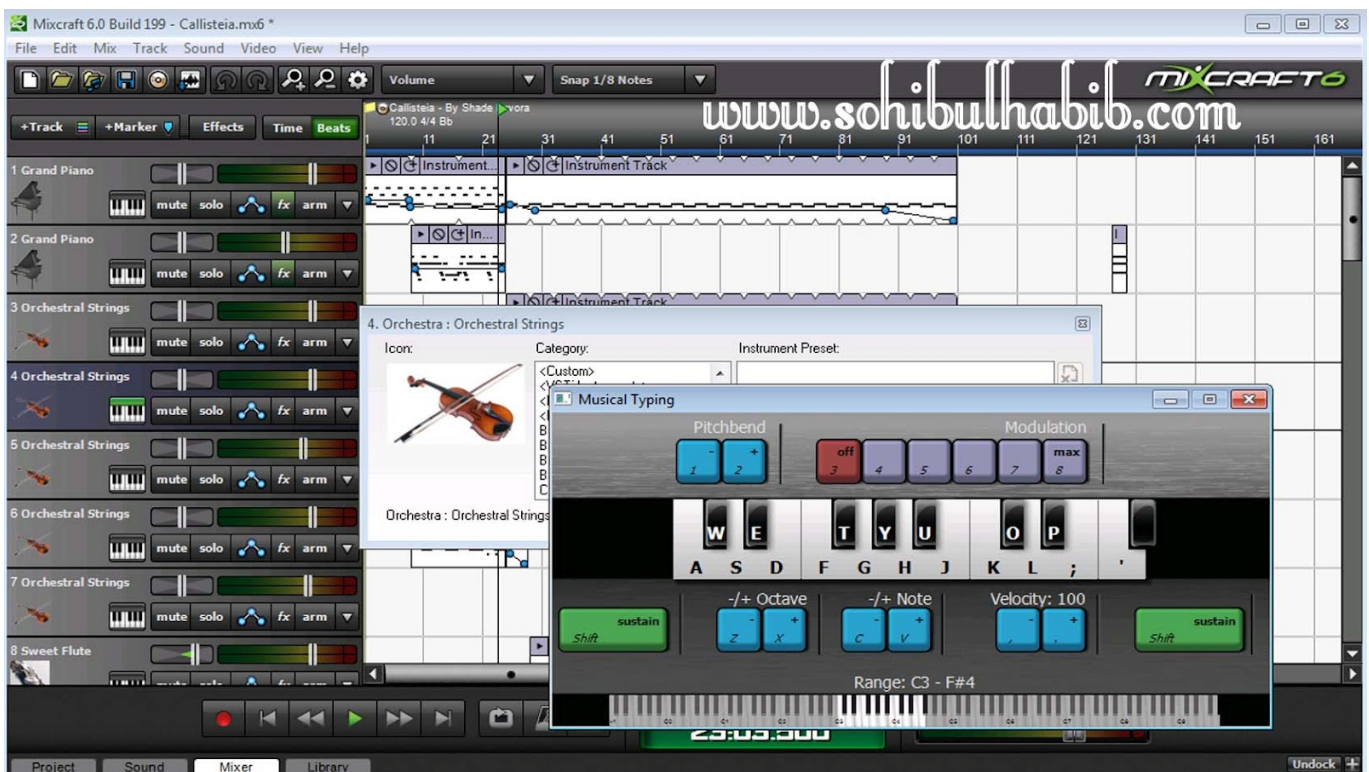 Mixcraft 6.0 Build 199 - Callisteia.mx6 *
File Edit Mix Track Sound Video View Help
Volume Snap 1/8 Notes
MIXCRAFT6
www.sohibulhabib.com
Callisteia - By Shade
120.0 4/4 Bb
+Track +Marker Effects Time Beats
1 11 21 31 41 51 61 71 81 91 101 111 121 131 141 151 161
1 Grand Piano
Instrument... Instrument Track
mute solo fx arm
2 Grand Piano
In...
mute solo fx arm
3 Orchestral Strings
Instrument Track
mute solo fx arm
4. Orchestra : Orchestral Strings
Icon: Category: Instrument Preset:
<Custom>
4 Orchestral Strings
mute solo fx arm
5 Orchestral Strings
mute solo fx arm
6 Orchestral Strings
mute solo fx arm
7 Orchestral Strings
mute solo fx arm
8 Sweet Flute
B
B
B
B
C
Orchestra : Orchestral Strings
Musical Typing
Pitchbend Modulation
- + off max
1 2 3 4 5 6 7 8
W E T Y U O P
A S D F G H J K L ; '
-/+ Octave -/+ Note Velocity: 100
sustain - + - + - + sustain
Shift Z X C V , . Shift
Range: C3 - F#4
Project Sound Mixer Library
Undock +